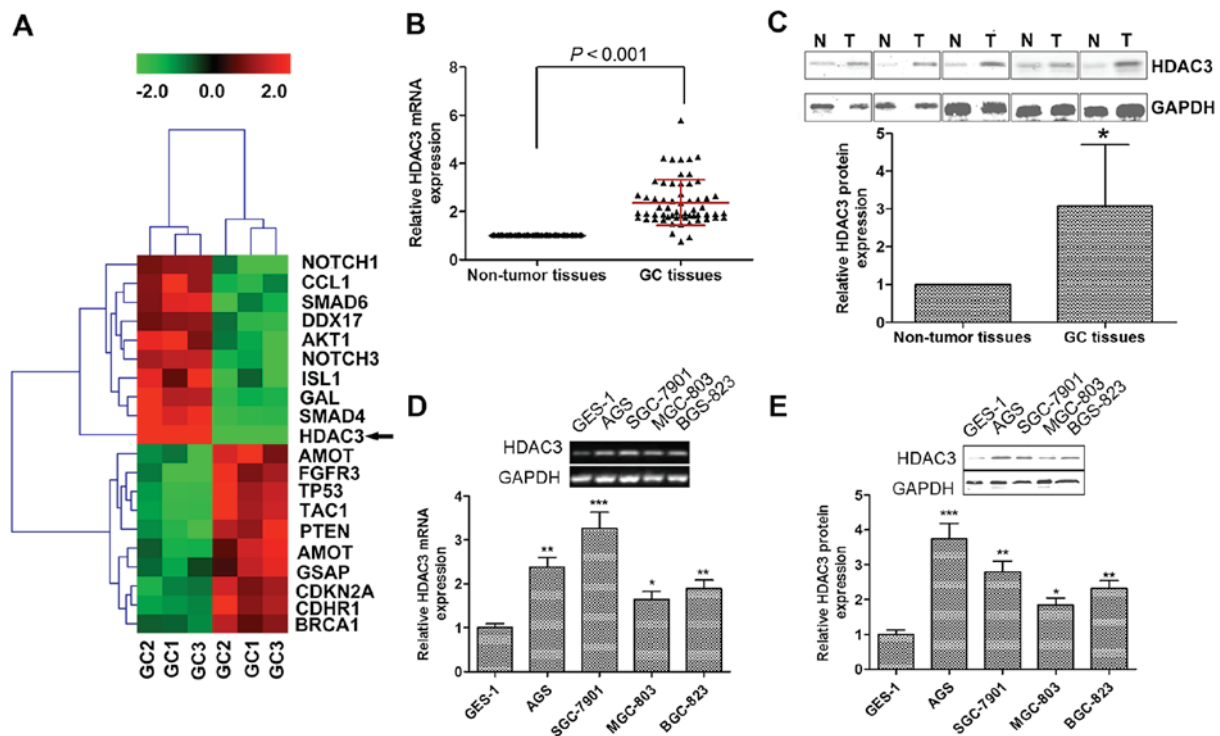 A
-2.0 0.0 2.0
NOTCH1
CCL1
SMAD6
DDX17
AKT1
NOTCH3
ISL1
GAL
SMAD4
HDAC3
AMOT
FGFR3
TP53
TAC1
PTEN
AMOT
GSAP
CDKN2A
CDHR1
BRCA1
GC2 GC1 GC3 GC2 GC1 GC3
B
P < 0.001
Relative HDAC3 mRNA
expression
8
6
4
2
0
Non-tumor tissues GC tissues
C
N T N T N T N T N T
HDAC3
GAPDH
Relative HDAC3 protein
expression
5
4
3
2
1
0
*
Non-tumor tissues GC tissues
D
GES-1 AGS SGC-7901 MGC-803 BGS-823
HDAC3
GAPDH
Relative HDAC3 mRNA
expression
4
3
2
1
0
** *** * **
GES-1 AGS SGC-7901 MGC-803 BGC-823
E
GES-1 AGS SGC-7901 MGC-803 BGS-823
HDAC3
GAPDH
Relative HDAC3 protein
expression
5
4
3
2
1
0
*** ** * **
GES-1 AGS SGC-7901 MGC-803 BGC-823